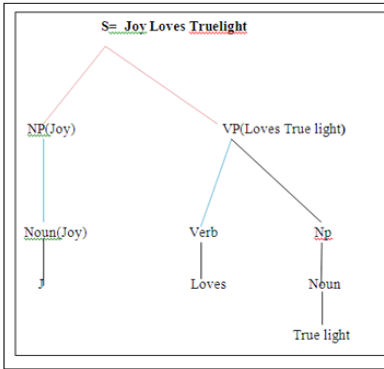 S= Joy Loves Truelight
NP(Joy) VP(Loves True light)
Noun(Joy) Verb Np
J Loves Noun
True light